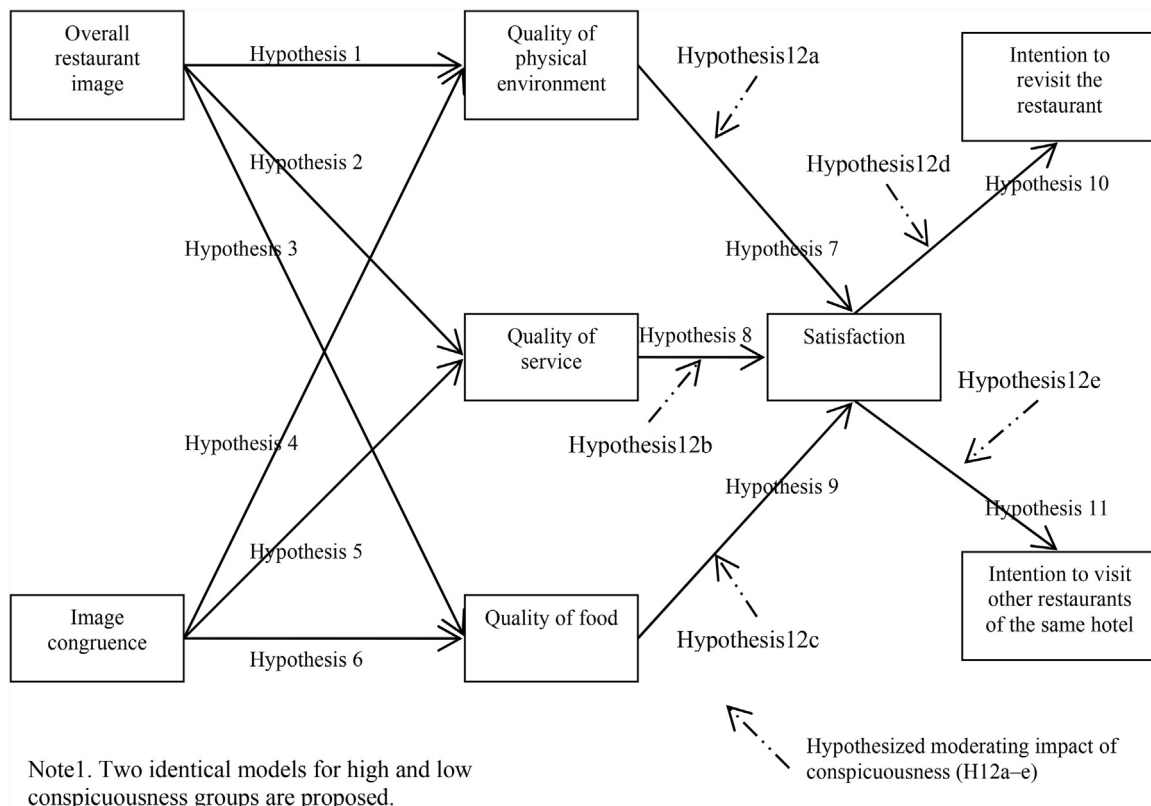 Overall
restaurant
image
Hypothesis 1
Quality of
physical
environment
Hypothesis12a
Intention to
revisit the
restaurant
Hypothesis 2
Hypothesis12d
Hypothesis 10
Hypothesis 3
Hypothesis 7
Quality of
service
Hypothesis 8
Satisfaction
Hypothesis12e
Hypothesis 4
Hypothesis12b
Hypothesis 9
Hypothesis 11
Hypothesis 5
Image
congruence
Hypothesis 6
Quality of food
Hypothesis12c
Intention to visit
other restaurants
of the same hotel
Hypothesized moderating impact of
conspicuousness (H12a–e)
Note1. Two identical models for high and low
conspicuousness groups are proposed.